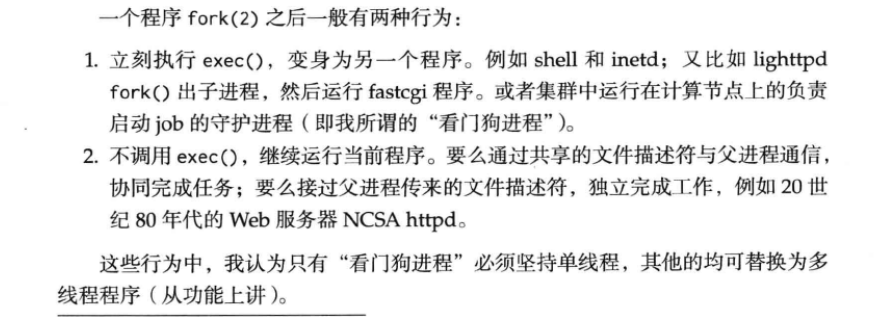 一个程序 fork(2) 之后一般有两种行为：
1. 立刻执行 exec()，变身为另一个程序。例如 shell 和 inetd；又比如 lighttpd
fork() 出子进程，然后运行 fastcgi 程序。或者集群中运行在计算节点上的负责
启动 job 的守护进程（即我所谓的“看门狗进程”）。
2. 不调用 exec()，继续运行当前程序。要么通过共享的文件描述符与父进程通信，
协同完成任务；要么接过父进程传来的文件描述符，独立完成工作，例如 20 世
纪 80 年代的 Web 服务器 NCSA httpd。
这些行为中，我认为只有“看门狗进程”必须坚持单线程，其他的均可替换为多
线程程序（从功能上讲）。